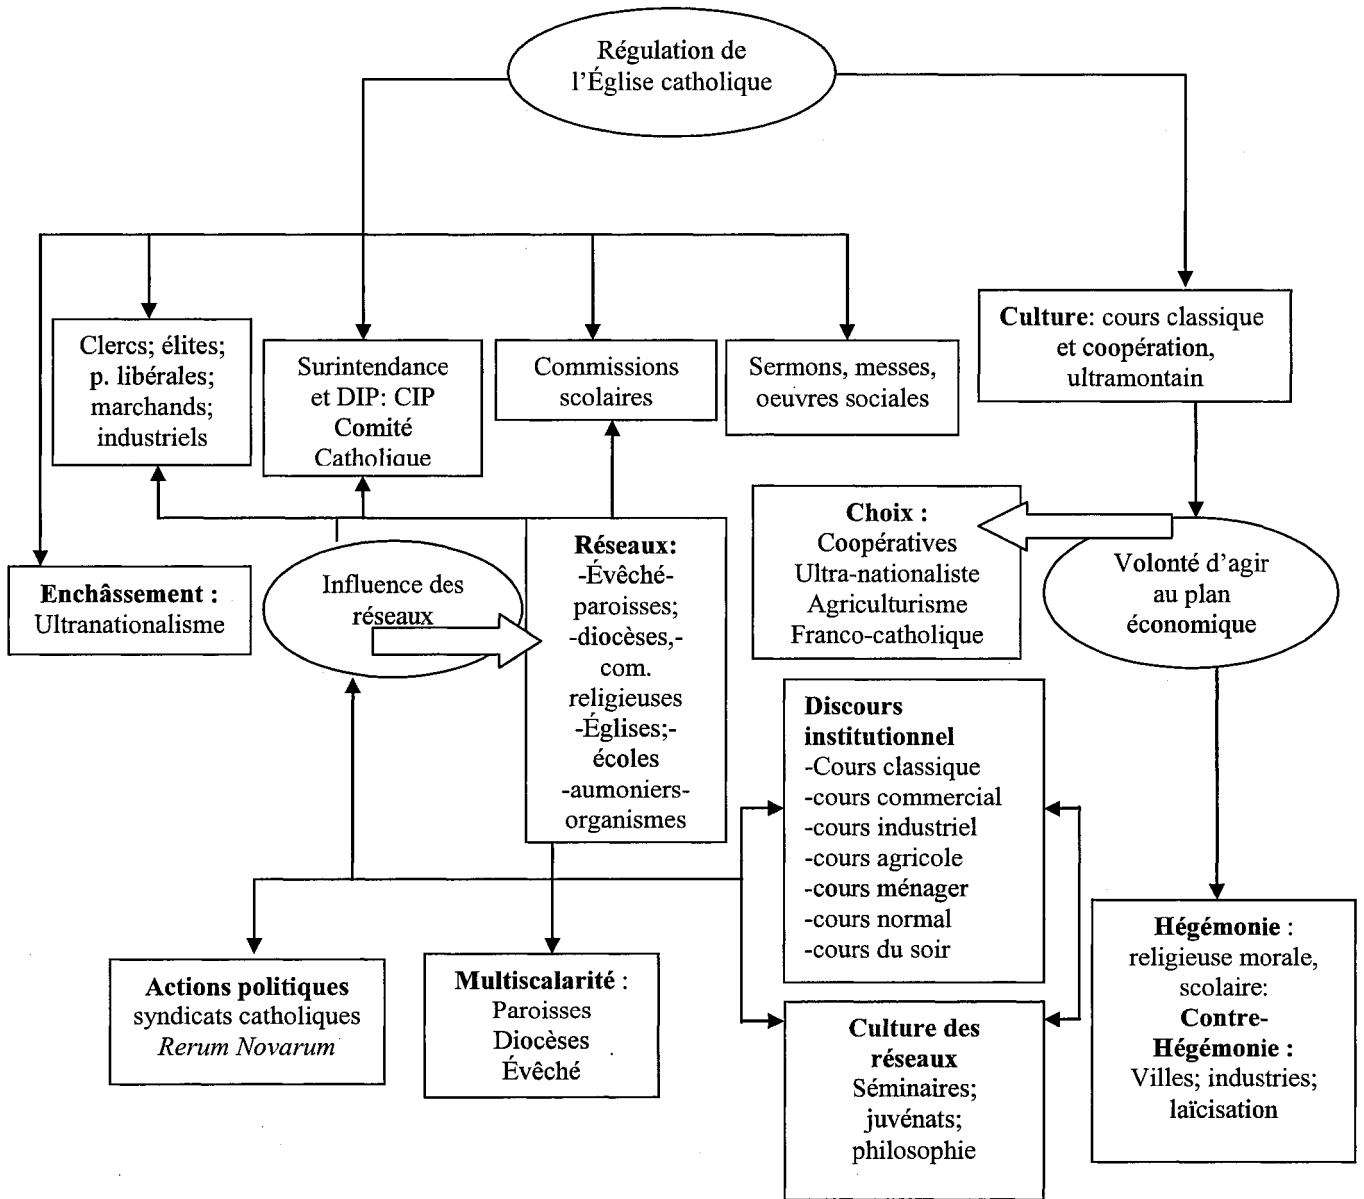 Régulation de
l'Église catholique
Clercs; élites;
p. libérales;
marchands;
industriels
Surintendance
et DIP: CIP
Comité
Catholique
Commissions
scolaires
Sermons, messes,
oeuvres sociales
Culture: cours classique
et coopération,
ultramontain
Enchâssement :
Ultranationalisme
Influence des
réseaux
Réseaux:
-Évêché-
paroisses;
-diocèses,-
com.
religieuses
-Églises;-
écoles
-aumoniers-
organismes
Choix :
Coopératives
Ultra-nationaliste
Agriculturisme
Franco-catholique
Volonté d'agir
au plan
économique
Discours
institutionnel
-Cours classique
-cours commercial
-cours industriel
-cours agricole
-cours ménager
-cours normal
-cours du soir
Actions politiques
syndicats catholiques
Rerum Novarum
Multiscalarité :
Paroisses
Diocèses
Évêché
Culture des
réseaux
Séminaires;
juvénats;
philosophie
Hégémonie :
religieuse morale,
scolaire:
Contre-
Hégémonie :
Villes; industries;
laïcisation